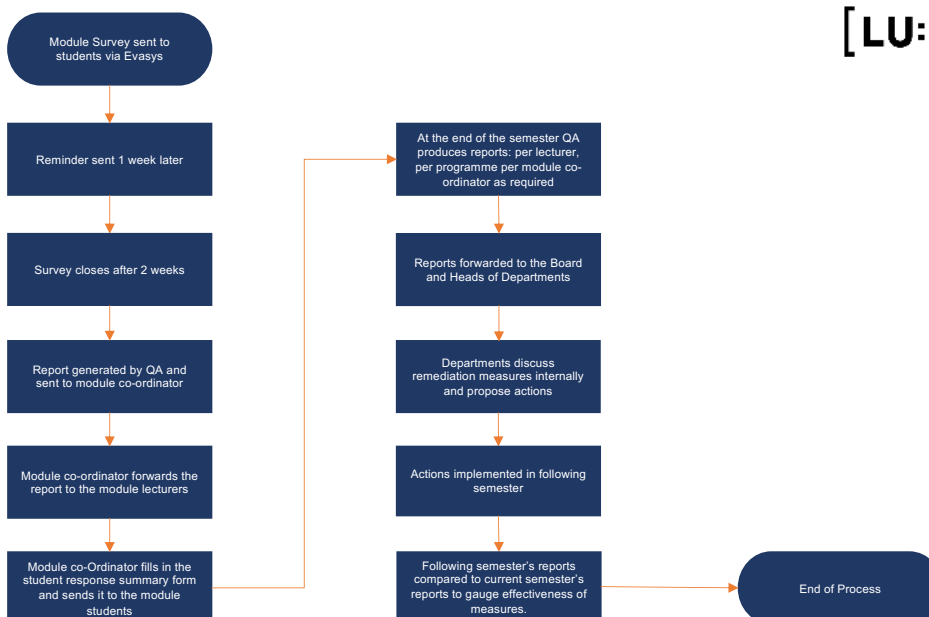 Module Survey sent to
students via Evasys
Reminder sent 1 week later
Survey closes after 2 weeks
Report generated by QA and
sent to module co-ordinator
Module co-ordinator forwards the
report to the module lecturers
Module co-Ordinator fills in the
student response summary form
and sends it to the module
students
[LU:
At the end of the semester QA
produces reports: per lecturer,
per programme per module co-
ordinator as required
Reports forwarded to the Board
and Heads of Departments
Departments discuss
remediation measures internally
and propose actions
Actions implemented in following
semester
Following semester’s reports
compared to current semester’s
reports to gauge effectiveness of
measures.
End of Process